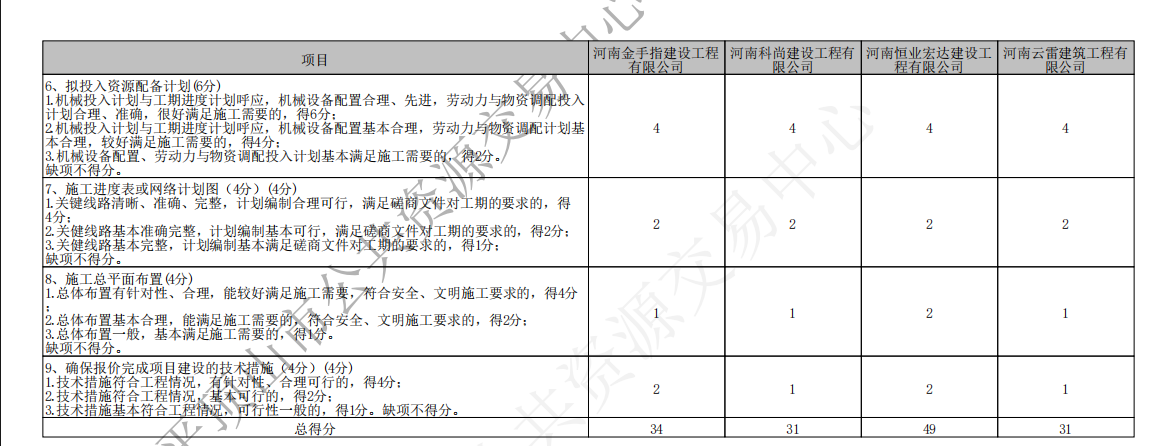 项目
河南金手指建设工程
有限公司
河南科尚建设工程有
限公司
河南恒业宏达建设工
程有限公司
河南云雷建筑工程有
限公司
6、拟投入资源配备计划(6分)
1.机械投入计划与工期进度计划呼应，机械设备配置合理、先进，劳动力与物资调配投入
计划合理、准确，很好满足施工需要的，得6分；
2.机械投入计划与工期进度计划呼应，机械设备配置基本合理，劳动力与物资调配计划基
本合理，较好满足施工需要的，得4分；
3.机械设备配置、劳动力与物资调配投入计划基本满足施工需要的，得2分。
缺项不得分。
4 4 4 4
7、施工进度表或网络计划图（4分）(4分)
1.关键线路清晰、准确、完整，计划编制合理可行，满足磋商文件对工期的要求的，得
4分；
2.关健线路基本准确完整，计划编制基本可行，满足磋商文件对工期的要求的，得2分；
3.关健线路基本完整，计划编制基本满足磋商文件对工期的要求的，得1分；
缺项不得分。
2 2 2 2
8、施工总平面布置(4分)
1.总体布置有针对性、合理，能较好满足施工需要，符合安全、文明施工要求的，得4分
；
2.总体布置基本合理，能满足施工需要的，符合安全、文明施工要求的，得2分；
3.总体布置一般，基本满足施工需要的，得1分。
缺项不得分。
1 1 2 1
9、确保报价完成项目建设的技术措施（4分）(4分)
1.技术措施符合工程情况，有针对性、合理可行的，得4分；
2.技术措施符合工程情况，基本可行的，得2分；
3.技术措施基本符合工程情况，可行性一般的，得1分。缺项不得分。
2 1 2 1
总得分 34 31 49 31
平顶山市公共资源交易中心
共资源交易中心